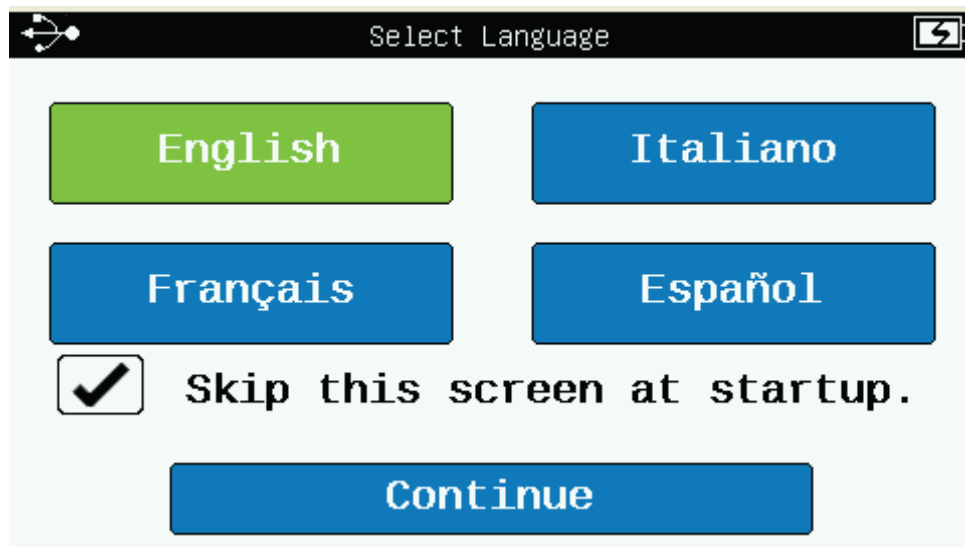 Select Language
English Italiano
Français Español
Skip this screen at startup.
Continue